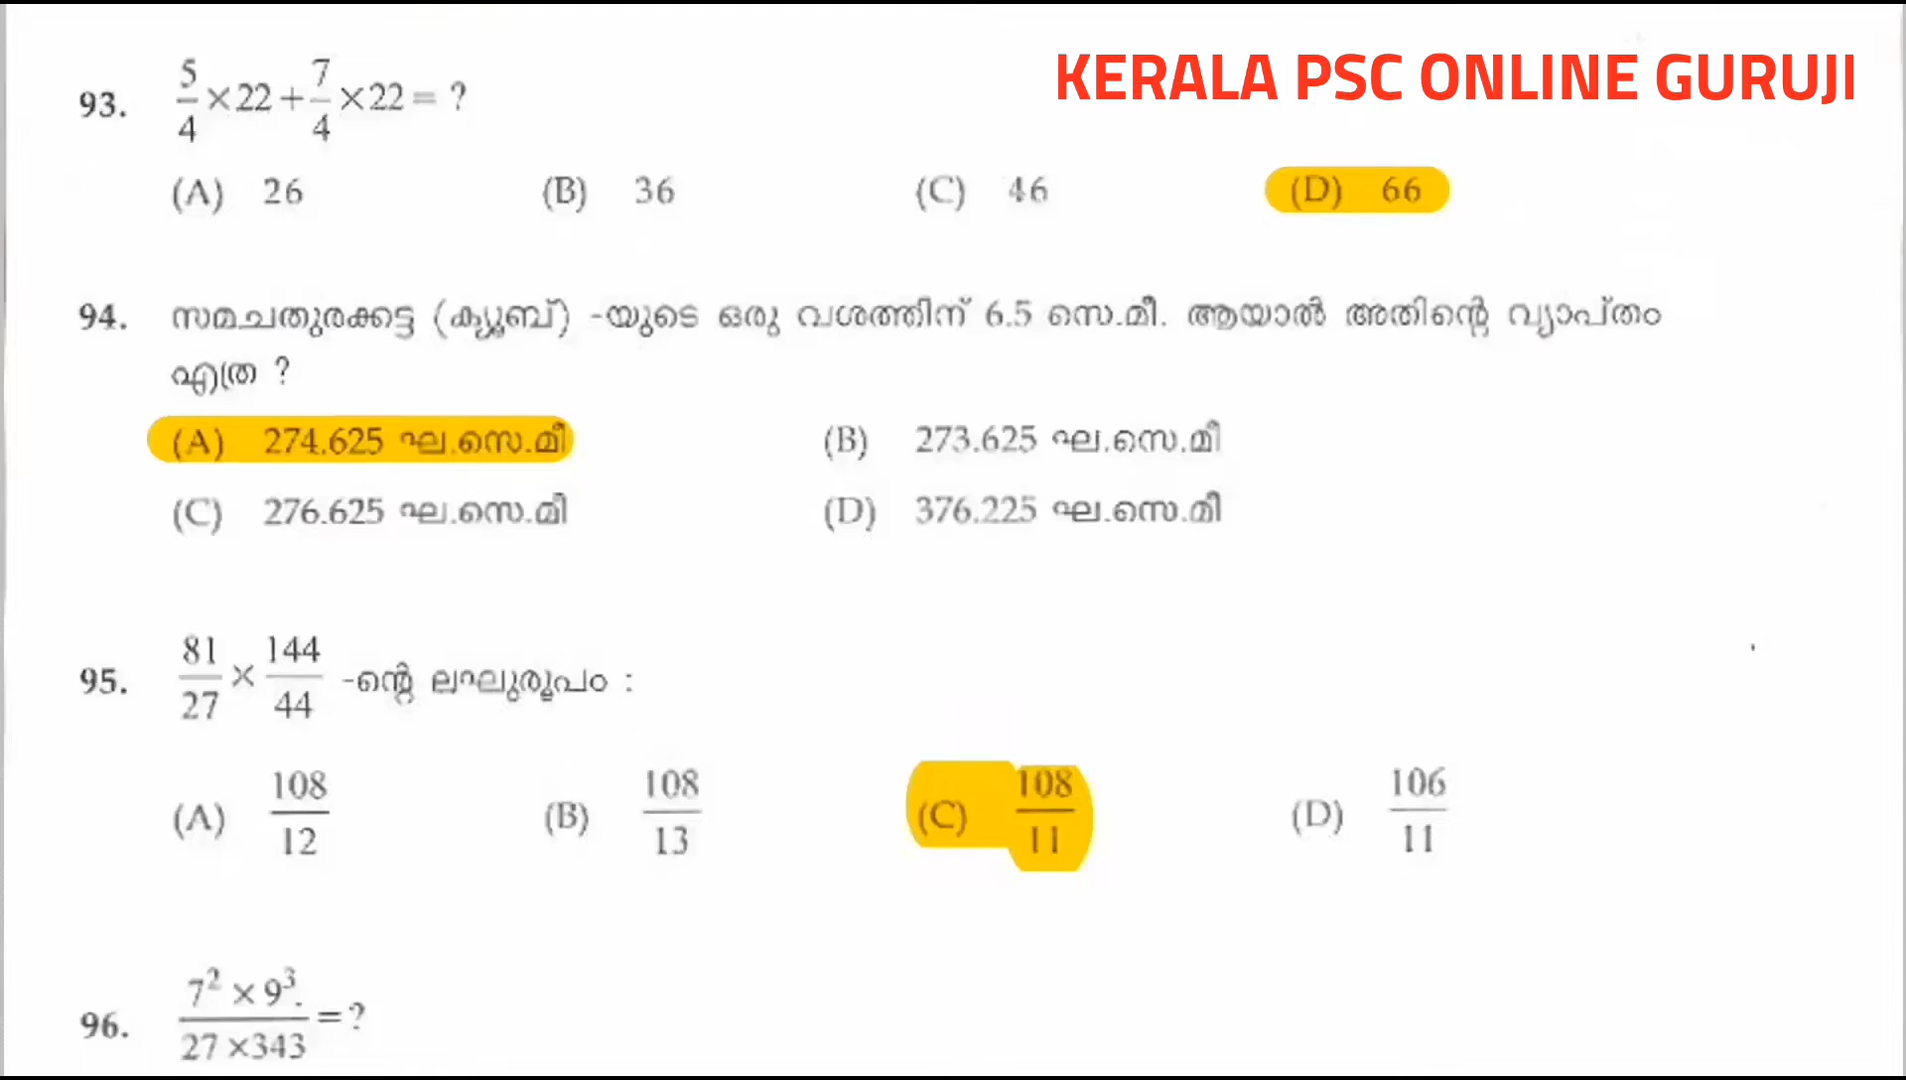 KERALA PSC ONLINE GURUJI
93. 5/4 ×22 + 7/4 ×22 = ?
(A) 26 (B) 36 (C) 46 (D) 66
94. സമചതുരക്കട്ട (ക്യൂബ്) -യുടെ ഒരു വശത്തിന് 6.5 സെ.മീ. ആയാൽ അതിന്റെ വ്യാപ്തം
എത്ര ?
(A) 274.625 ഘ.സെ.മീ (B) 273.625 ഘ.സെ.മീ
(C) 276.625 ഘ.സെ.മീ (D) 376.225 ഘ.സെ.മീ
95. 81/27 × 144/44 -ന്റെ ലഘുരൂപം :
(A) 108/12 (B) 108/13 (C) 108/11 (D) 106/11
96. 7² × 9³/27 ×343 = ?